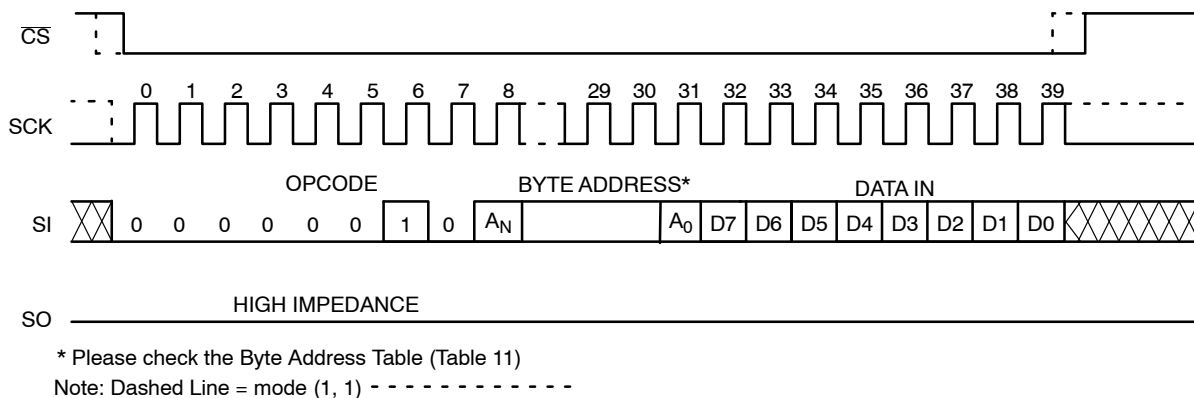 CS
0 1 2 3 4 5 6 7 8 29 30 31 32 33 34 35 36 37 38 39
SCK
OPCODE BYTE ADDRESS* DATA IN
SI 0 0 0 0 0 0 1 0 AN A0 D7 D6 D5 D4 D3 D2 D1 D0
HIGH IMPEDANCE
SO
* Please check the Byte Address Table (Table 11)
Note: Dashed Line = mode (1, 1)